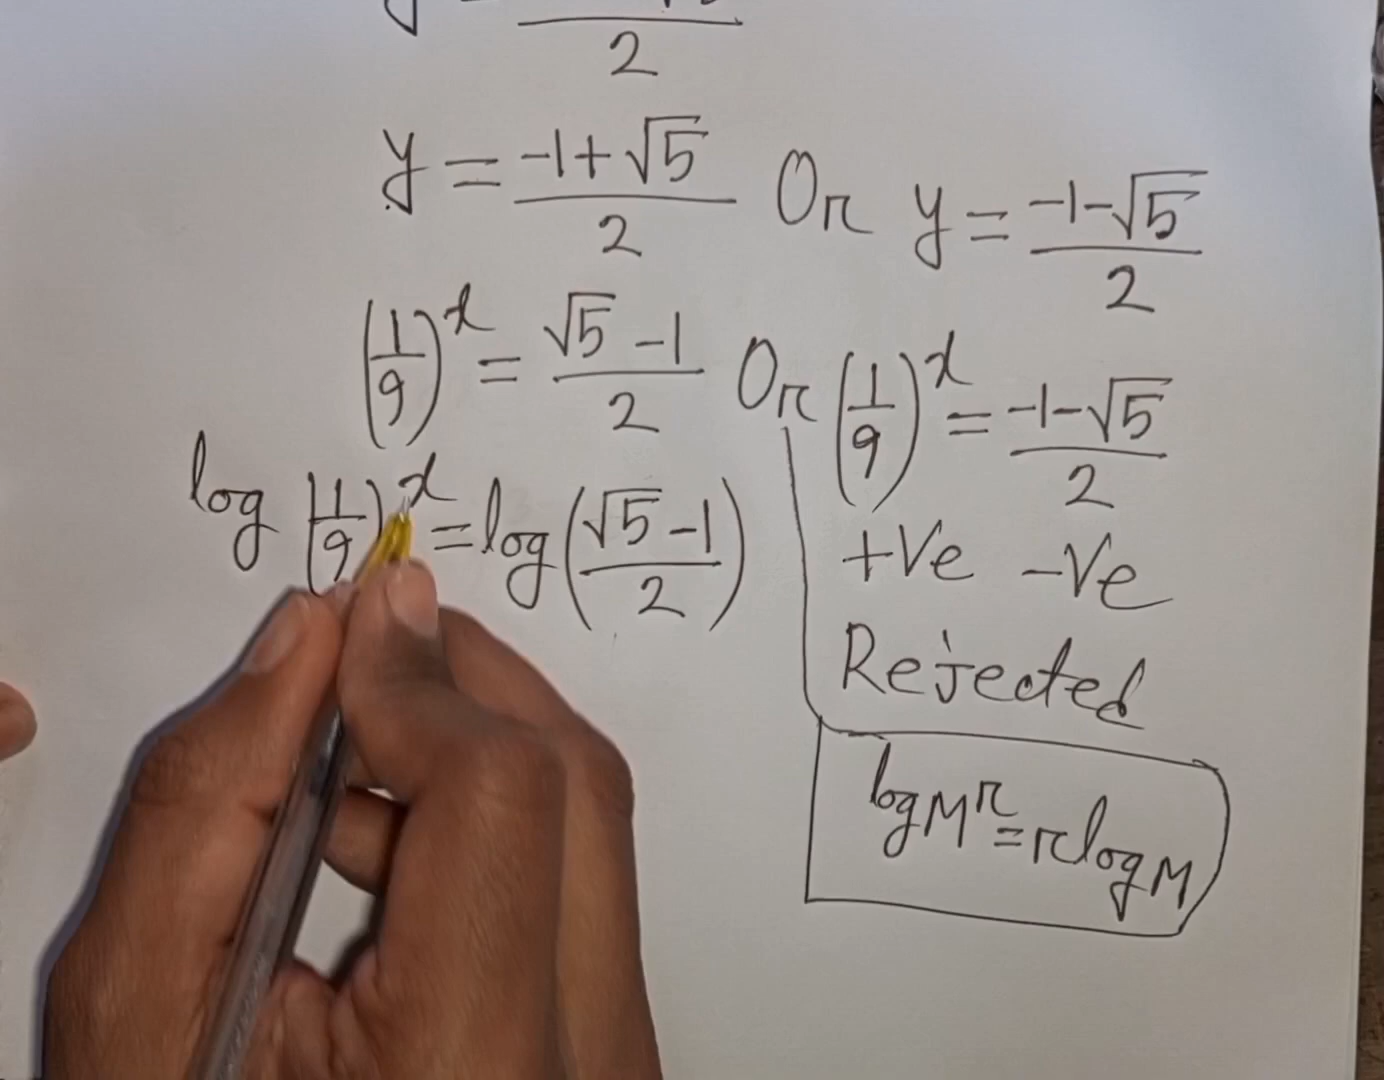 2
y = (-1+√5)/2 Or y = (-1-√5)/2
(1/9)^x = (√5-1)/2 Or (1/9)^x = (-1-√5)/2
log (1/9)^x = log((√5-1)/2)
+Ve -Ve
Rejected
log M^r = r log M